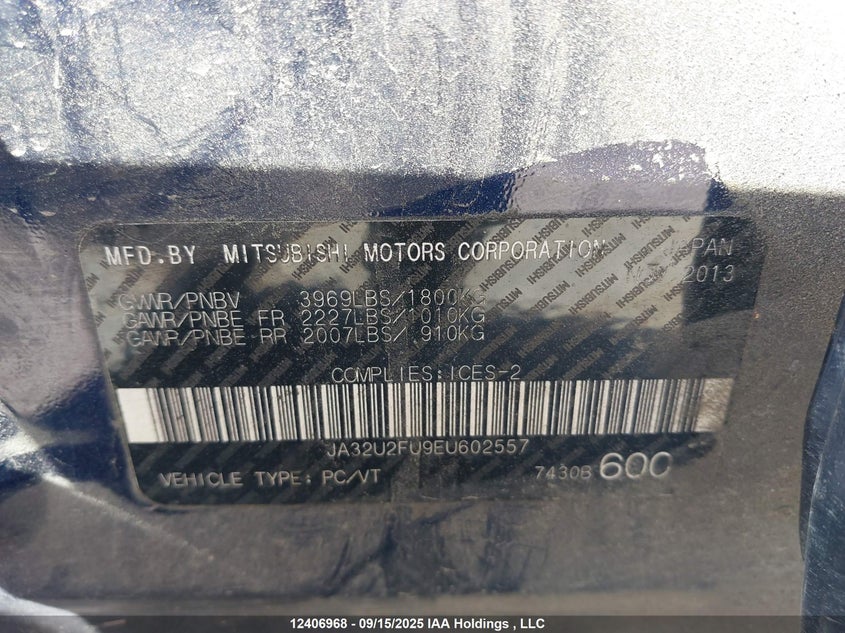 MFD.BY MITSUBISHI MOTORS CORPORATION JAPAN
2013
GVWR/PNBV 3969LBS/1800KG
GAWR/PNBE FR 2227LBS/1010KG
GAWR/PNBE RR 2007LBS/ 910KG
COMPLIES:ICES-2
JA32U2FU9EU602557
VEHICLE TYPE: PC/VT 7430B 600
12406968 - 09/15/2025 IAA Holdings , LLC